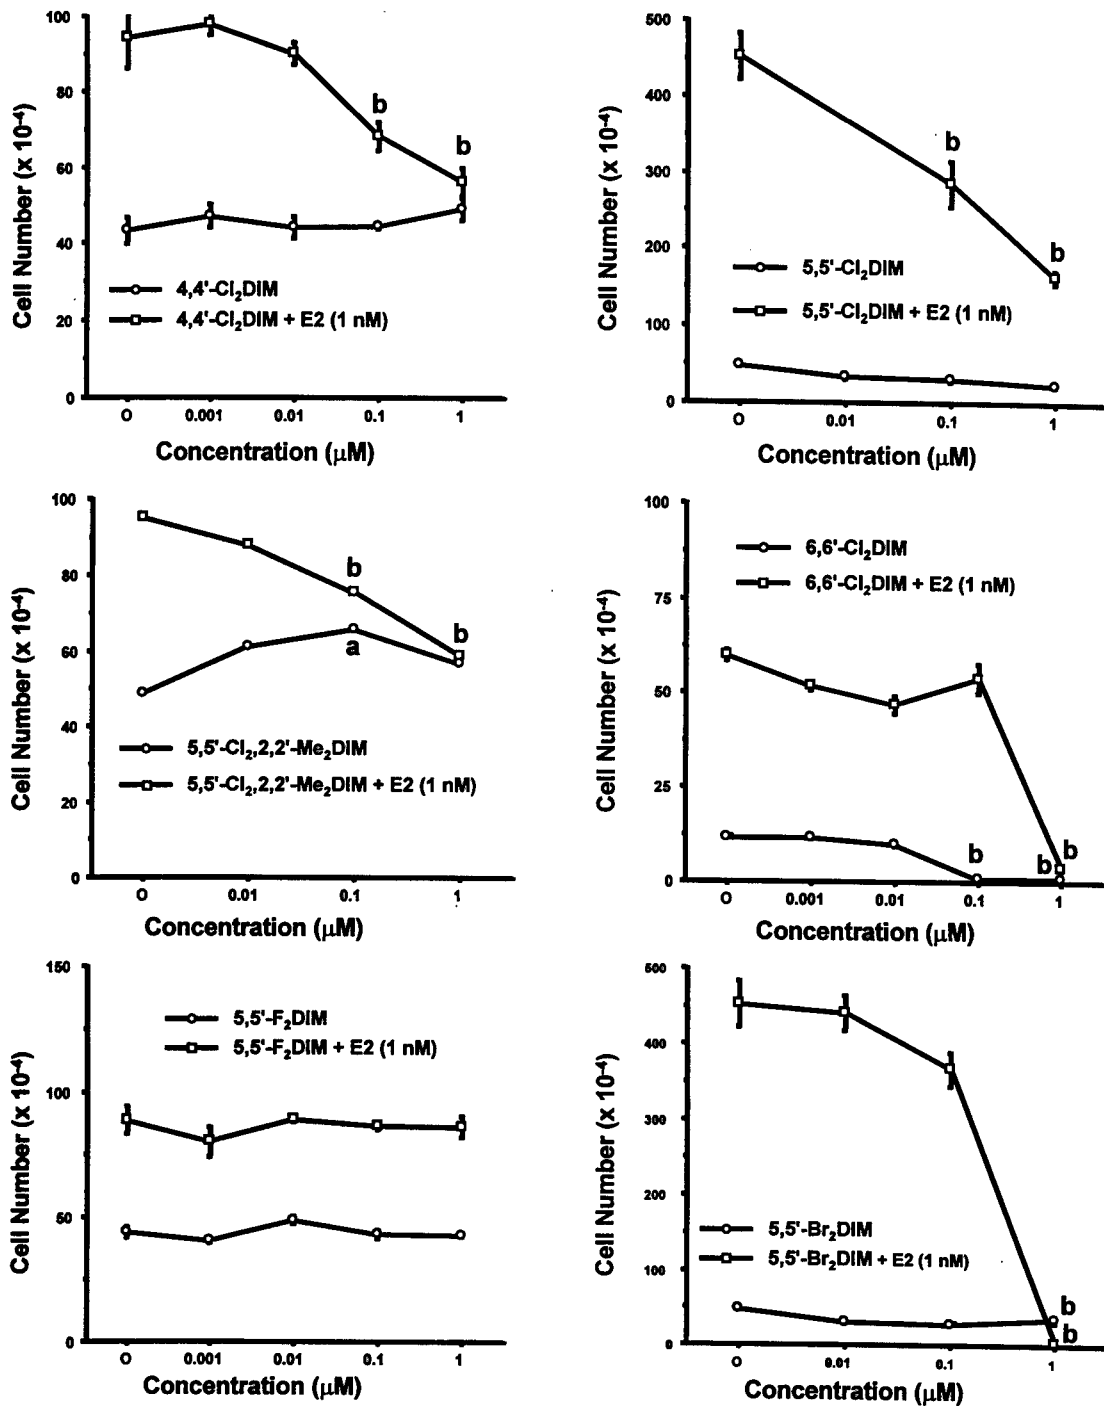 100
80
60
40
20
0
Cell Number (x 10⁻⁴)
b
b
4,4'-Cl₂DIM
4,4'-Cl₂DIM + E2 (1 nM)
O 0.001 0.01 0.1 1
Concentration (μM)
500
400
300
200
100
0
Cell Number (x 10⁻⁴)
b
b
5,5'-Cl₂DIM
5,5'-Cl₂DIM + E2 (1 nM)
O 0.01 0.1 1
Concentration (μM)
100
80
60
40
20
0
Cell Number (x 10⁻⁴)
b
b
a
5,5'-Cl₂,2,2'-Me₂DIM
5,5'-Cl₂,2,2'-Me₂DIM + E2 (1 nM)
O 0.01 0.1 1
Concentration (μM)
100
75
50
25
0
Cell Number (x 10⁻⁴)
6,6'-Cl₂DIM
6,6'-Cl₂DIM + E2 (1 nM)
b
b b
O 0.001 0.01 0.1 1
Concentration (μM)
150
100
50
0
Cell Number (x 10⁻⁴)
5,5'-F₂DIM
5,5'-F₂DIM + E2 (1 nM)
O 0.001 0.01 0.1 1
Concentration (μM)
500
400
300
200
100
0
Cell Number (x 10⁻⁴)
5,5'-Br₂DIM
5,5'-Br₂DIM + E2 (1 nM)
b
b
O 0.01 0.1 1
Concentration (μM)